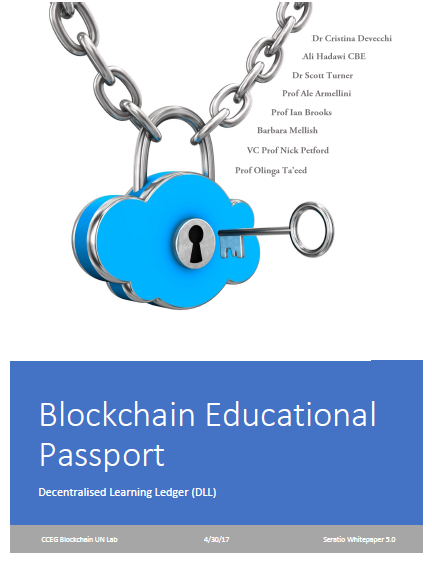 Dr Cristina Devecchi
Ali Hadawi CBE
Dr Scott Turner
Prof Ale Armellini
Prof Ian Brooks
Barbara Mellish
VC Prof Nick Petford
Prof Olinga Ta'eed
Blockchain Educational
Passport
Decentralised Learning Ledger (DLL)
CCEG Blockchain UN Lab 4/30/17 Seratio Whitepaper 5.0